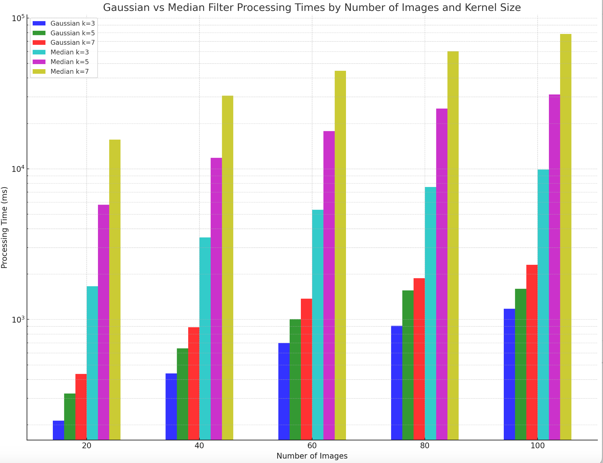 Gaussian vs Median Filter Processing Times by Number of Images and Kernel Size
Gaussian k=3
Gaussian k=5
Gaussian k=7
Median k=3
Median k=5
Median k=7
Processing Time (ms)
10⁵
10⁴
10³
20 40 60 80 100
Number of Images